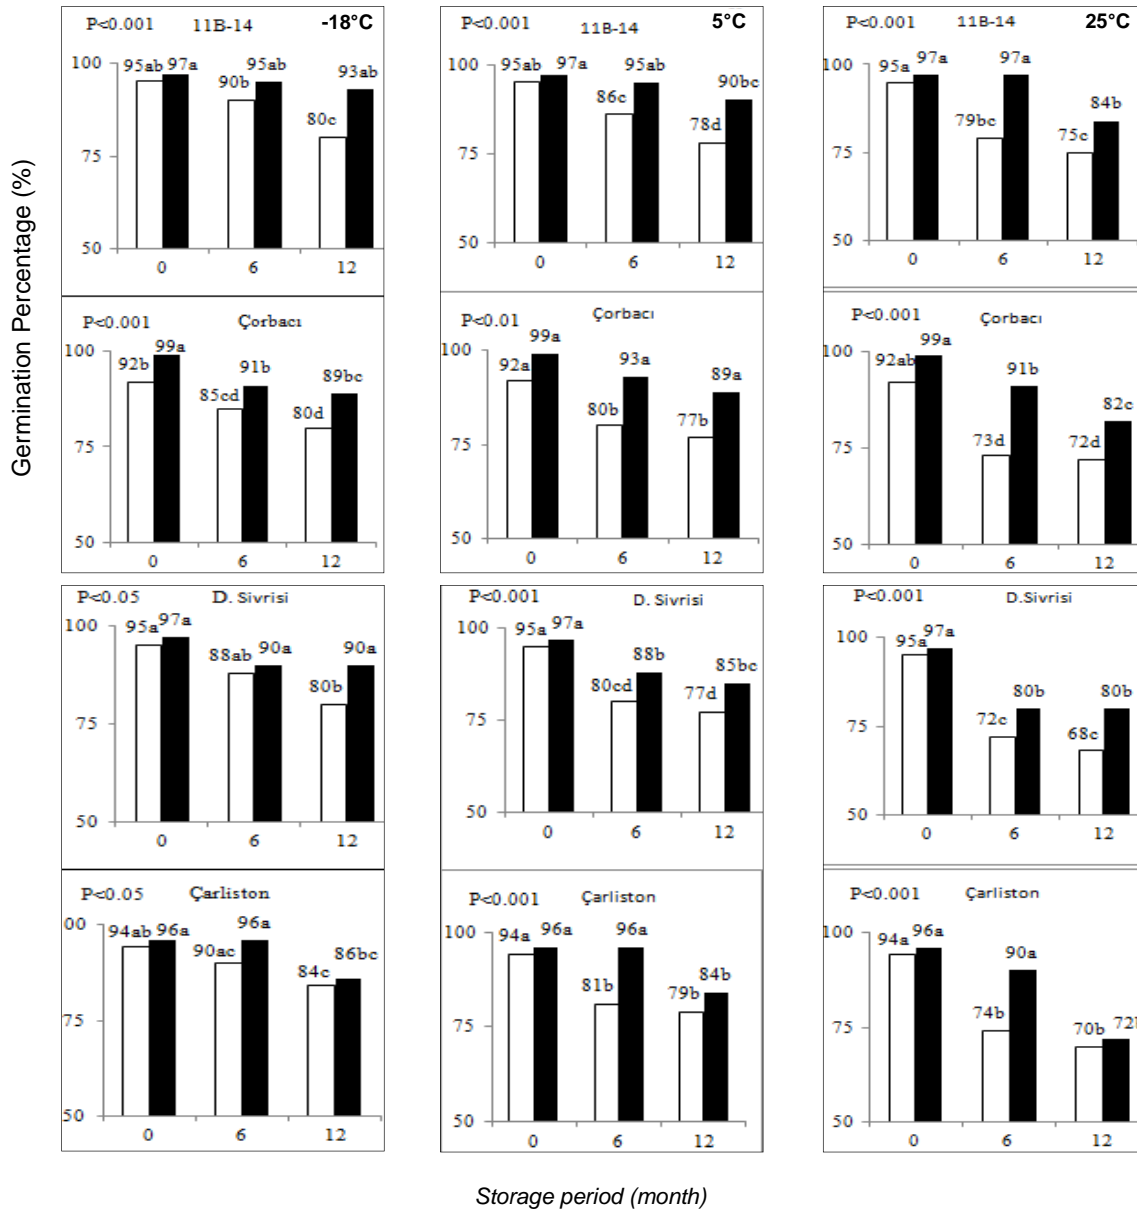 P<0.001 11B-14 -18°C
100 95ab 97a 90b 95ab 80c 93ab
75
50
0 6 12
P<0.001 11B-14 5°C
100 95ab 97a 86c 95ab 78d 90bc
75
50
0 6 12
P<0.001 11B-14 25°C
100 95a 97a 79bc 97a 75c 84b
75
50
0 6 12
Germination Percentage (%)
P<0.001 Çorbacı
100 92b 99a 85cd 91b 80d 89bc
75
50
0 6 12
P<0.01 Çorbacı
100 92a 99a 80b 93a 77b 89a
75
50
0 6 12
P<0.001 Çorbacı
100 92ab 99a 73d 91b 72d 82c
75
50
0 6 12
P<0.05 D. Sivrisi
100 95a 97a 88ab 90a 80b 90a
75
50
0 6 12
P<0.001 D. Sivrisi
100 95a 97a 80cd 88b 77d 85bc
75
50
0 6 12
P<0.001 D.Sivrisi
100 95a 97a 72c 80b 68c 80b
75
50
0 6 12
P<0.05 Çarliston
00 94ab 96a 90ac 96a 84c 86bc
75
50
0 6 12
P<0.001 Çarliston
100 94a 96a 81b 96a 79b 84b
75
50
0 6 12
P<0.001 Çarliston
100 94a 96a 74b 90a 70b 72b
75
50
0 6 12
Storage period (month)